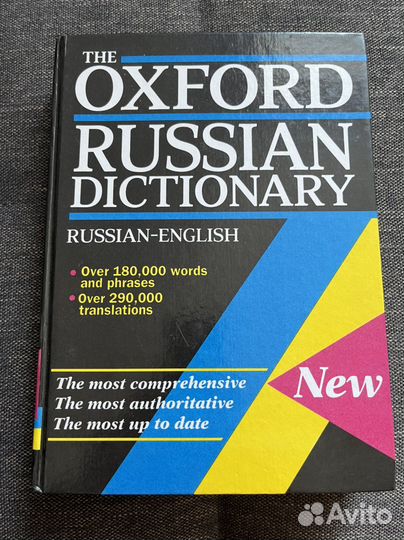 THE
OXFORD
RUSSIAN
DICTIONARY
RUSSIAN-ENGLISH
• Over 180,000 words
and phrases
• Over 290,000
translations
New
The most comprehensive
The most authoritative
The most up to date
Avito